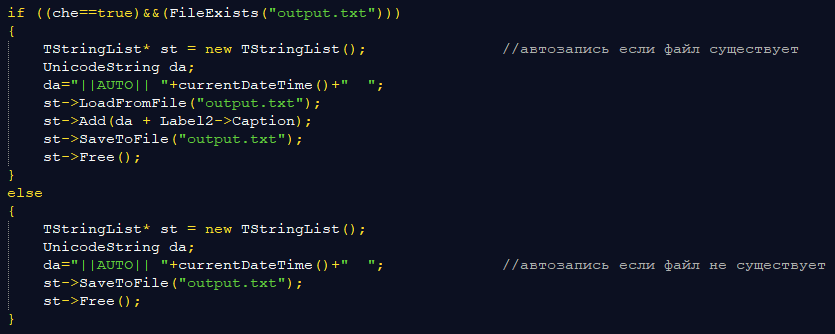 if ((che==true)&&(FileExists("output.txt")))
{
TStringList* st = new TStringList(); //автозапись если файл существует
UnicodeString da;
da="||AUTO|| "+currentDateTime()+"  ";
st->LoadFromFile("output.txt");
st->Add(da + Label2->Caption);
st->SaveToFile("output.txt");
st->Free();
}
else
{
TStringList* st = new TStringList();
UnicodeString da;
da="||AUTO|| "+currentDateTime()+"  "; //автозапись если файл не существует
st->SaveToFile("output.txt");
st->Free();
}